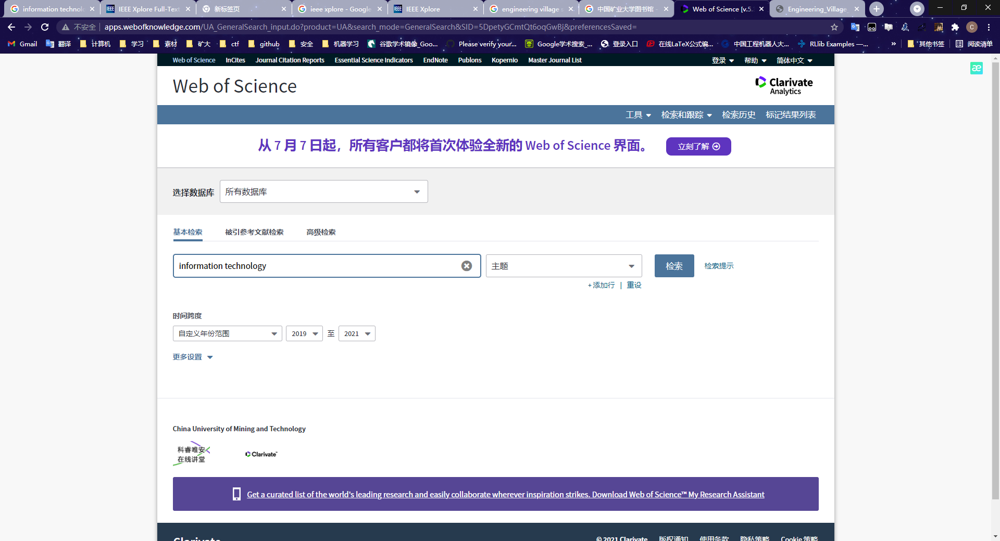 information technolo
IEEE Xplore Full-Text
新标签页
ieee xplore - Google
IEEE Xplore
engineering village s
中国矿业大学图书馆 -
Web of Science [v.5.
Engineering_Village_
不安全 apps.webofknowledge.com/UA_GeneralSearch_input.do?product=UA&search_mode=GeneralSearch&SID=5DpetyGCmtQt6oqGwBj&preferencesSaved=
Gmail 翻译 计算机 学习 素材 矿大 ctf github 安全 机器学习 谷歌学术镜像_Goo... Please verify your... Google学术搜索_... 登录入口 在线LaTeX公式编... 中国工程机器人大... RLlib Examples —... » 其他书签 阅读清单
Web of Science InCites Journal Citation Reports Essential Science Indicators EndNote Publons Kopernio Master Journal List 登录 帮助 简体中文
Web of Science
Clarivate
Analytics
工具 检索和跟踪 检索历史 标记结果列表
从 7 月 7 日起，所有客户都将首次体验全新的 Web of Science 界面。 立刻了解
选择数据库 所有数据库
基本检索 被引参考文献检索 高级检索
information technology 主题 检索 检索提示
+添加行 | 重设
时间跨度
自定义年份范围 2019 至 2021
更多设置
China University of Mining and Technology
科睿唯安
在线讲堂
Clarivate™
Get a curated list of the world's leading research and easily collaborate wherever inspiration strikes. Download Web of Science™ My Research Assistant
Clarivate
© 2021 Clarivate 版权通知 使用条款 隐私策略 Cookie 策略